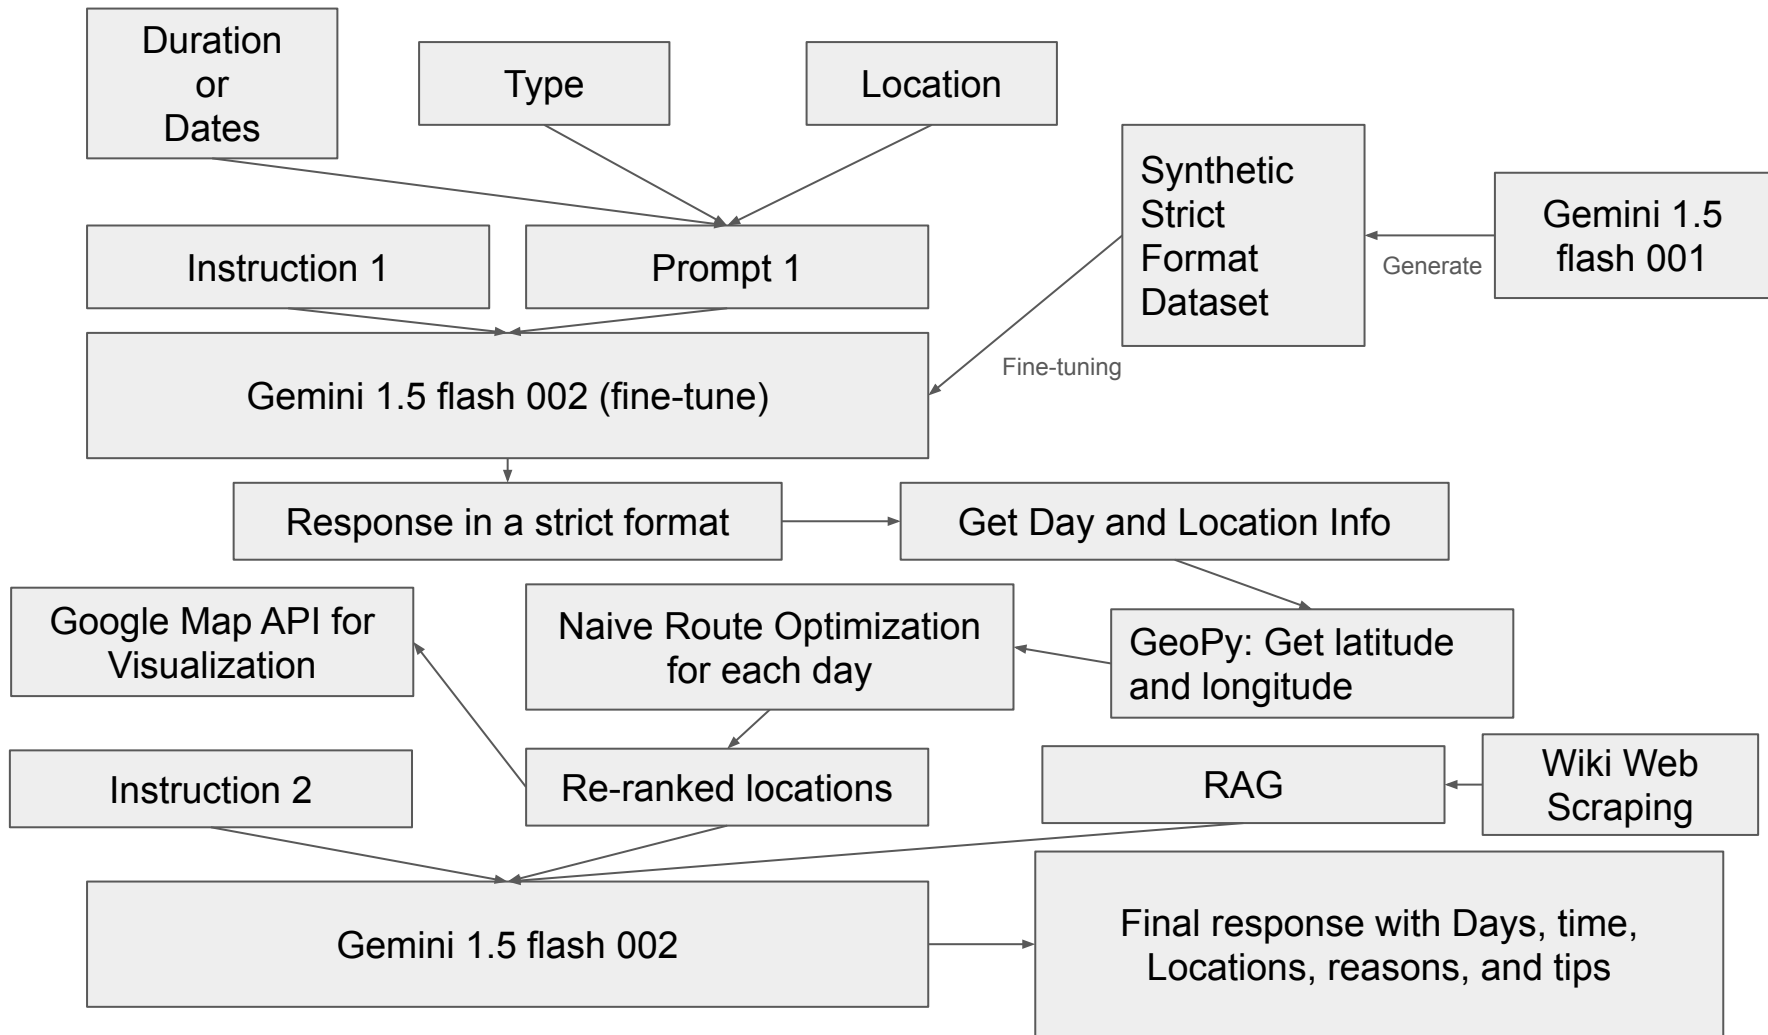 Duration
or
Dates
Type
Location
Synthetic
Strict
Format
Dataset
Gemini 1.5
flash 001
Generate
Instruction 1
Prompt 1
Fine-tuning
Gemini 1.5 flash 002 (fine-tune)
Response in a strict format
Get Day and Location Info
Google Map API for
Visualization
Naive Route Optimization
for each day
GeoPy: Get latitude
and longitude
Instruction 2
Re-ranked locations
RAG
Wiki Web
Scraping
Gemini 1.5 flash 002
Final response with Days, time,
Locations, reasons, and tips